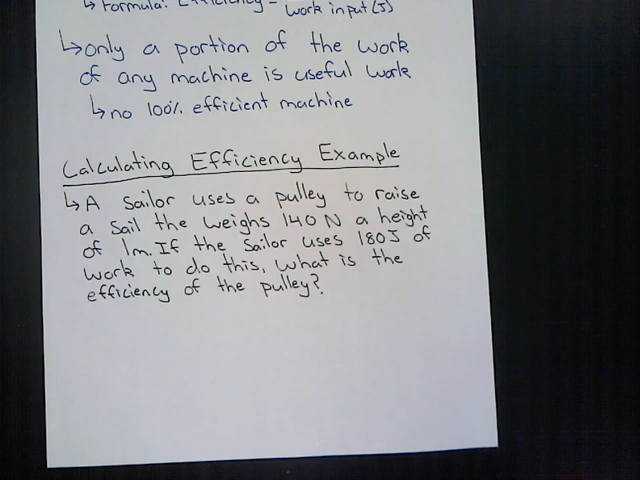 ↳ Formula: Efficiency =
work input (J)
↳only a portion of the work
of any machine is useful work
↳no 100% efficient machine
Calculating Efficiency Example
↳A sailor uses a pulley to raise
a sail the weighs 140 N a height
of 1m. If the sailor uses 180J of
work to do this, what is the
efficiency of the pulley?